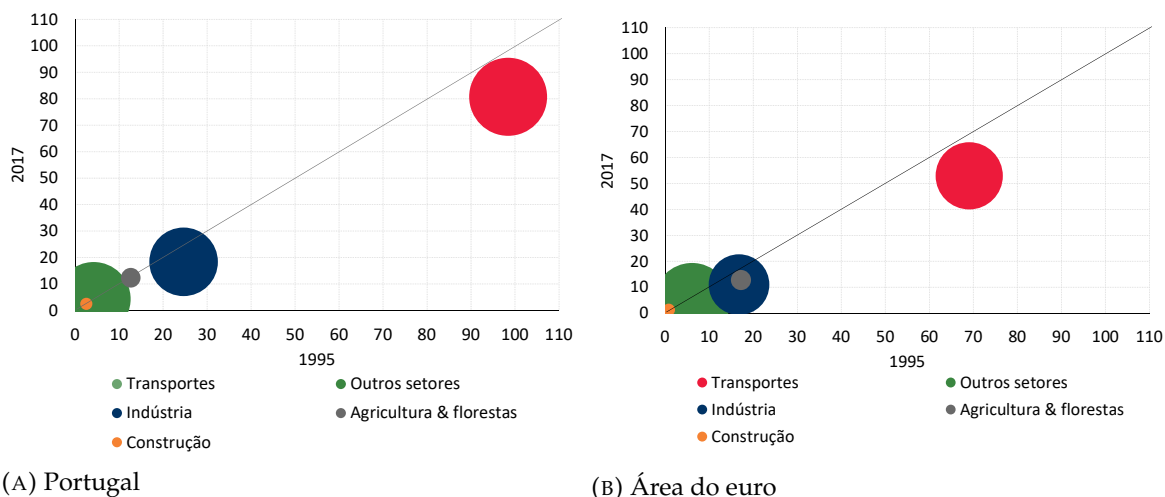 110
100
90
80
70
60
50
40
30
20
10
0
2017
0 10 20 30 40 50 60 70 80 90 100 110
1995
Transportes Outros setores
Indústria Agricultura & florestas
Construção
(A) Portugal
110
100
90
80
70
60
50
40
30
20
10
0
2017
0 10 20 30 40 50 60 70 80 90 100 110
1995
Transportes Outros setores
Indústria Agricultura & florestas
Construção
(B) Área do euro